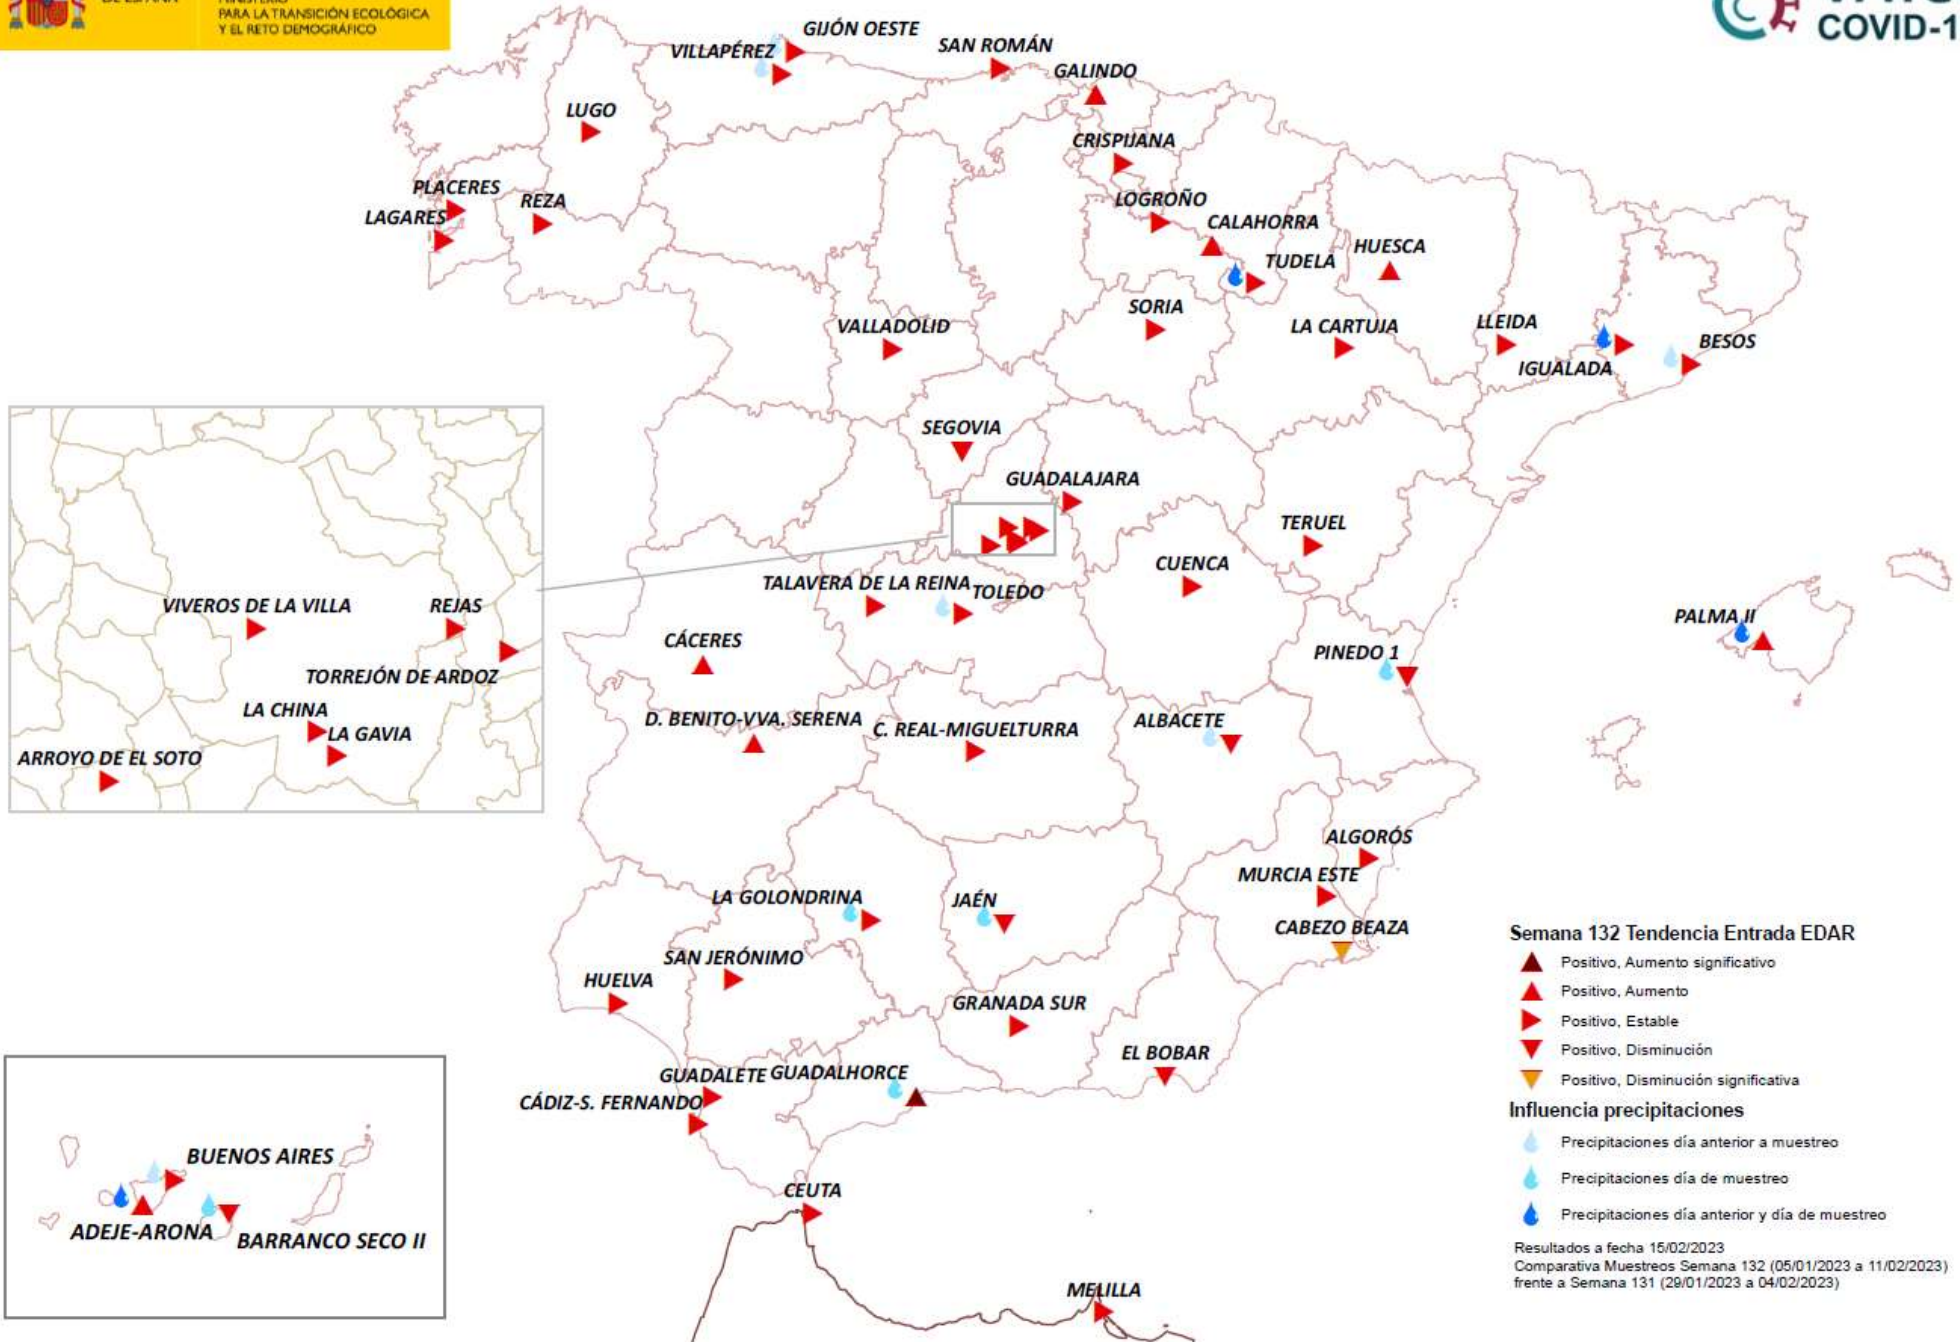 PARA LA TRANSICIÓN ECOLÓGICA
Y EL RETO DEMOGRÁFICO
COVID-1
GIJÓN OESTE
VILLAPÉREZ
SAN ROMÁN
GALINDO
LUGO
CRISPIJANA
PLACERES
REZA
LAGARES
LOGROÑO
CALAHORRA
TUDELA
HUESCA
SORIA
VALLADOLID
LA CARTUJA
LLEIDA
IGUALADA
BESOS
SEGOVIA
GUADALAJARA
TERUEL
CUENCA
TALAVERA DE LA REINA
TOLEDO
VIVEROS DE LA VILLA
REJAS
TORREJÓN DE ARDOZ
LA CHINA
LA GAVIA
ARROYO DE EL SOTO
CÁCERES
PALMA II
PINEDO 1
D. BENITO-VVA. SERENA
C. REAL-MIGUELTURRA
ALBACETE
ALGORÓS
MURCIA ESTE
CABEZO BEAZA
LA GOLONDRINA
JAÉN
SAN JERÓNIMO
HUELVA
GRANADA SUR
EL BOBAR
GUADALETE
GUADALHORCE
CÁDIZ-S. FERNANDO
BUENOS AIRES
ADEJE-ARONA
BARRANCO SECO II
CEUTA
MELILLA
Semana 132 Tendencia Entrada EDAR
Positivo, Aumento significativo
Positivo, Aumento
Positivo, Estable
Positivo, Disminución
Positivo, Disminución significativa
Influencia precipitaciones
Precipitaciones día anterior a muestreo
Precipitaciones día de muestreo
Precipitaciones día anterior y día de muestreo
Resultados a fecha 15/02/2023
Comparativa Muestreos Semana 132 (05/01/2023 a 11/02/2023)
frente a Semana 131 (29/01/2023 a 04/02/2023)